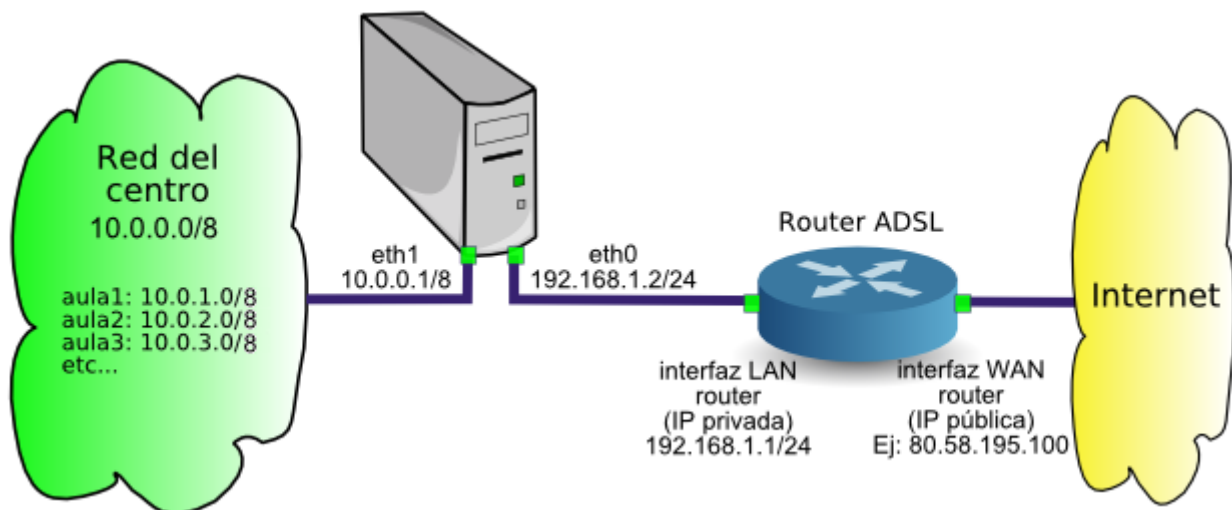 Red del
centro
10.0.0.0/8
aula1: 10.0.1.0/8
aula2: 10.0.2.0/8
aula3: 10.0.3.0/8
etc...
eth1
10.0.0.1/8
eth0
192.168.1.2/24
Router ADSL
interfaz LAN
router
(IP privada)
192.168.1.1/24
interfaz WAN
router
(IP pública)
Ej: 80.58.195.100
Internet